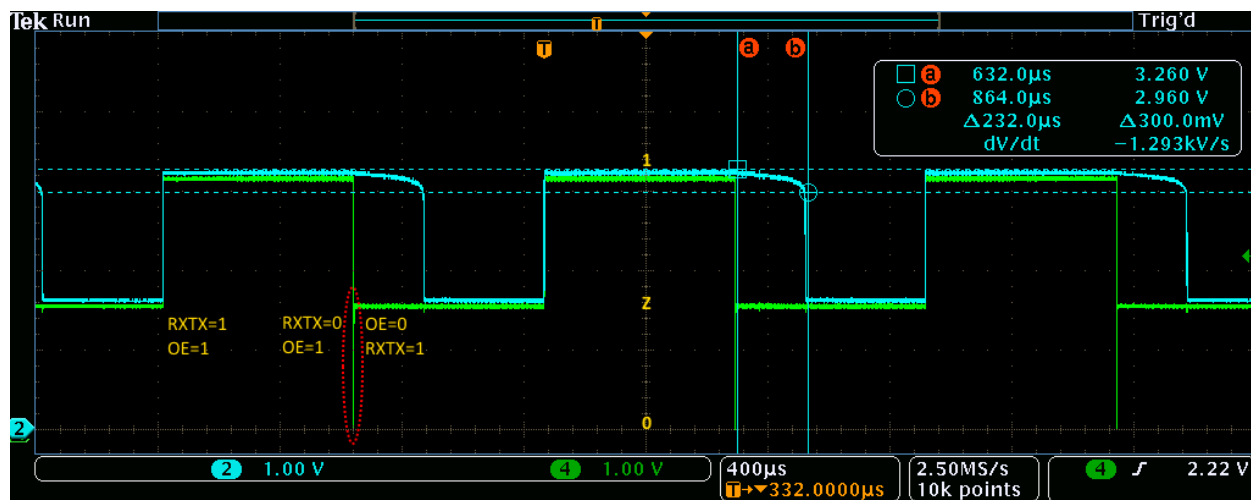 Tek Run
Trig'd
T
T
a b
a 632.0µs 3.260 V
b 864.0µs 2.960 V
Δ232.0µs Δ300.0mV
dV/dt −1.293kV/s
1
Z
RXTX=1 RXTX=0 OE=0
OE=1 OE=1 RXTX=1
0
2
2 1.00 V 4 1.00 V
400µs
T→▼332.0000µs
2.50MS/s
10k points
4 2.22 V